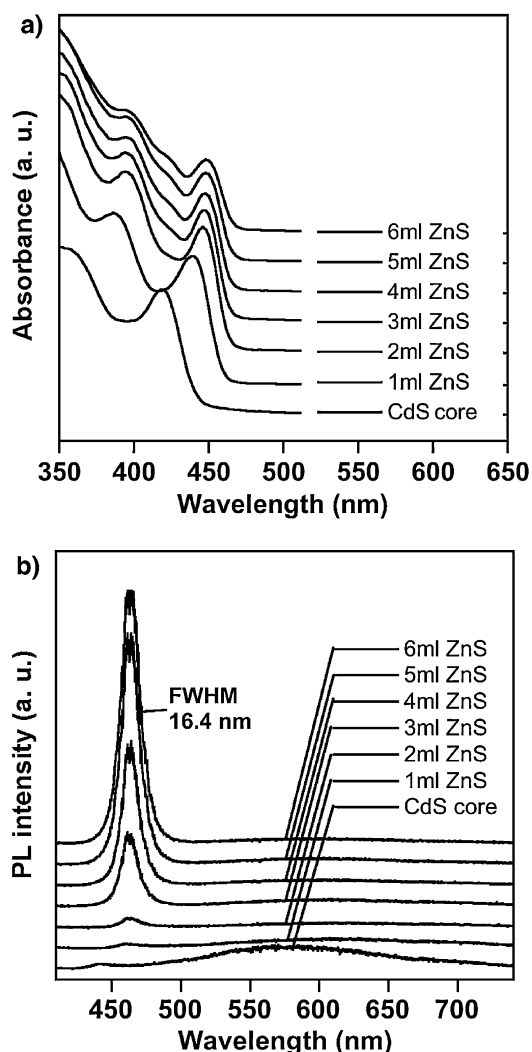 a)
Absorbance (a. u.)
6ml ZnS
5ml ZnS
4ml ZnS
3ml ZnS
2ml ZnS
1ml ZnS
CdS core
350 400 450 500 550 600 650
Wavelength (nm)
b)
PL intensity (a. u.)
FWHM
16.4 nm
6ml ZnS
5ml ZnS
4ml ZnS
3ml ZnS
2ml ZnS
1ml ZnS
CdS core
450 500 550 600 650 700
Wavelength (nm)